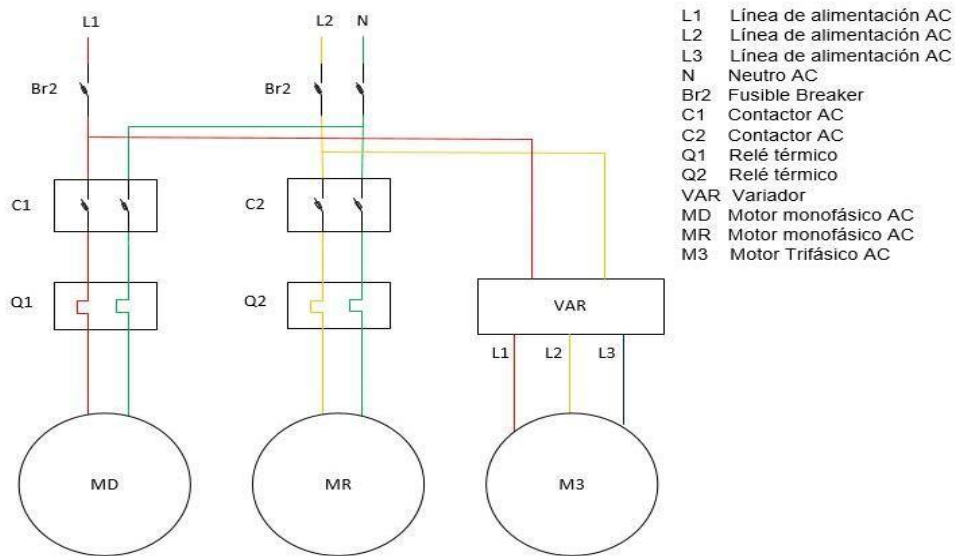 L1
L2 N
Br2
Br2
C1
C2
Q1
Q2
VAR
L1 L2 L3
MD
MR
M3
L1 Línea de alimentación AC
L2 Línea de alimentación AC
L3 Línea de alimentación AC
N Neutro AC
Br2 Fusible Breaker
C1 Contactor AC
C2 Contactor AC
Q1 Relé térmico
Q2 Relé térmico
VAR Variador
MD Motor monofásico AC
MR Motor monofásico AC
M3 Motor Trifásico AC